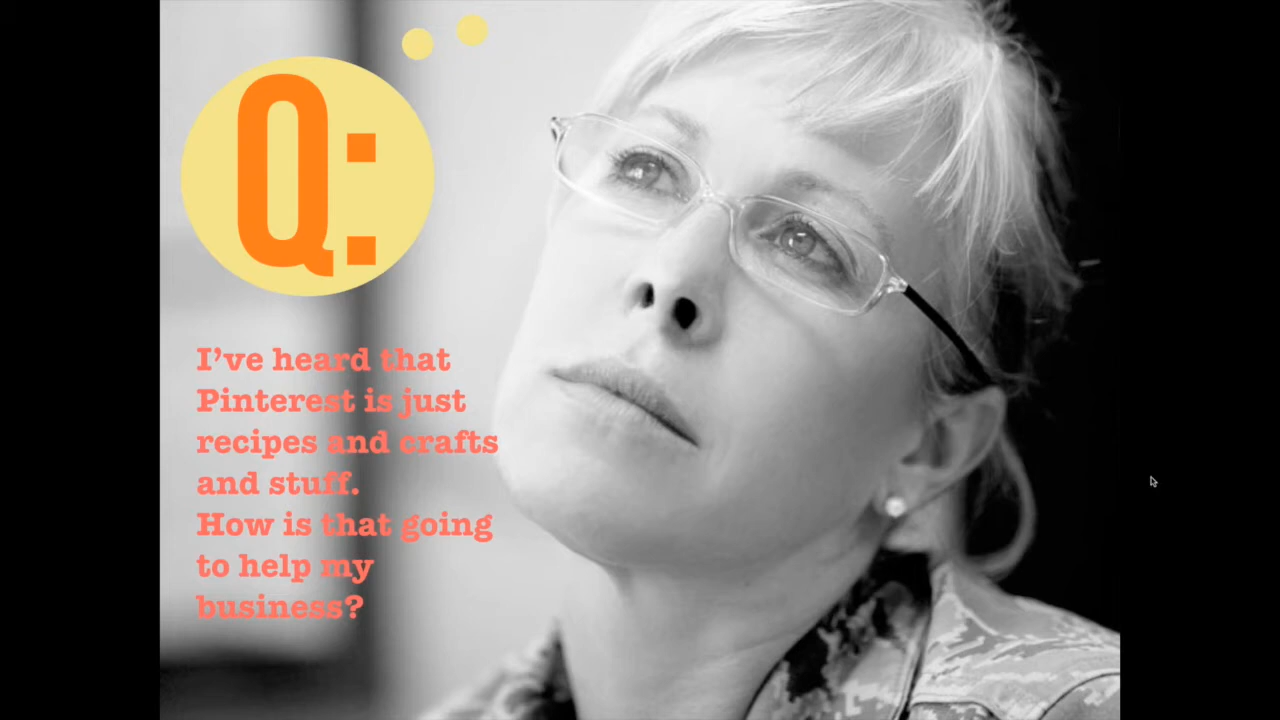 Q:
I’ve heard that
Pinterest is just
recipes and crafts
and stuff.
How is that going
to help my
business?